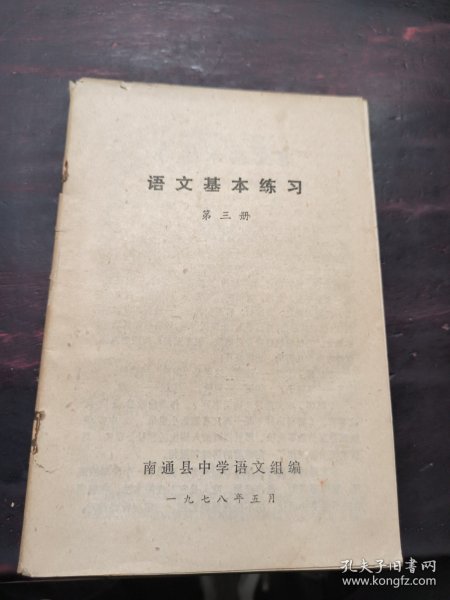 语文基本练习
第三册
南通县中学语文组编
一九七八年五月
孔夫子旧书网
www.kongfz.com